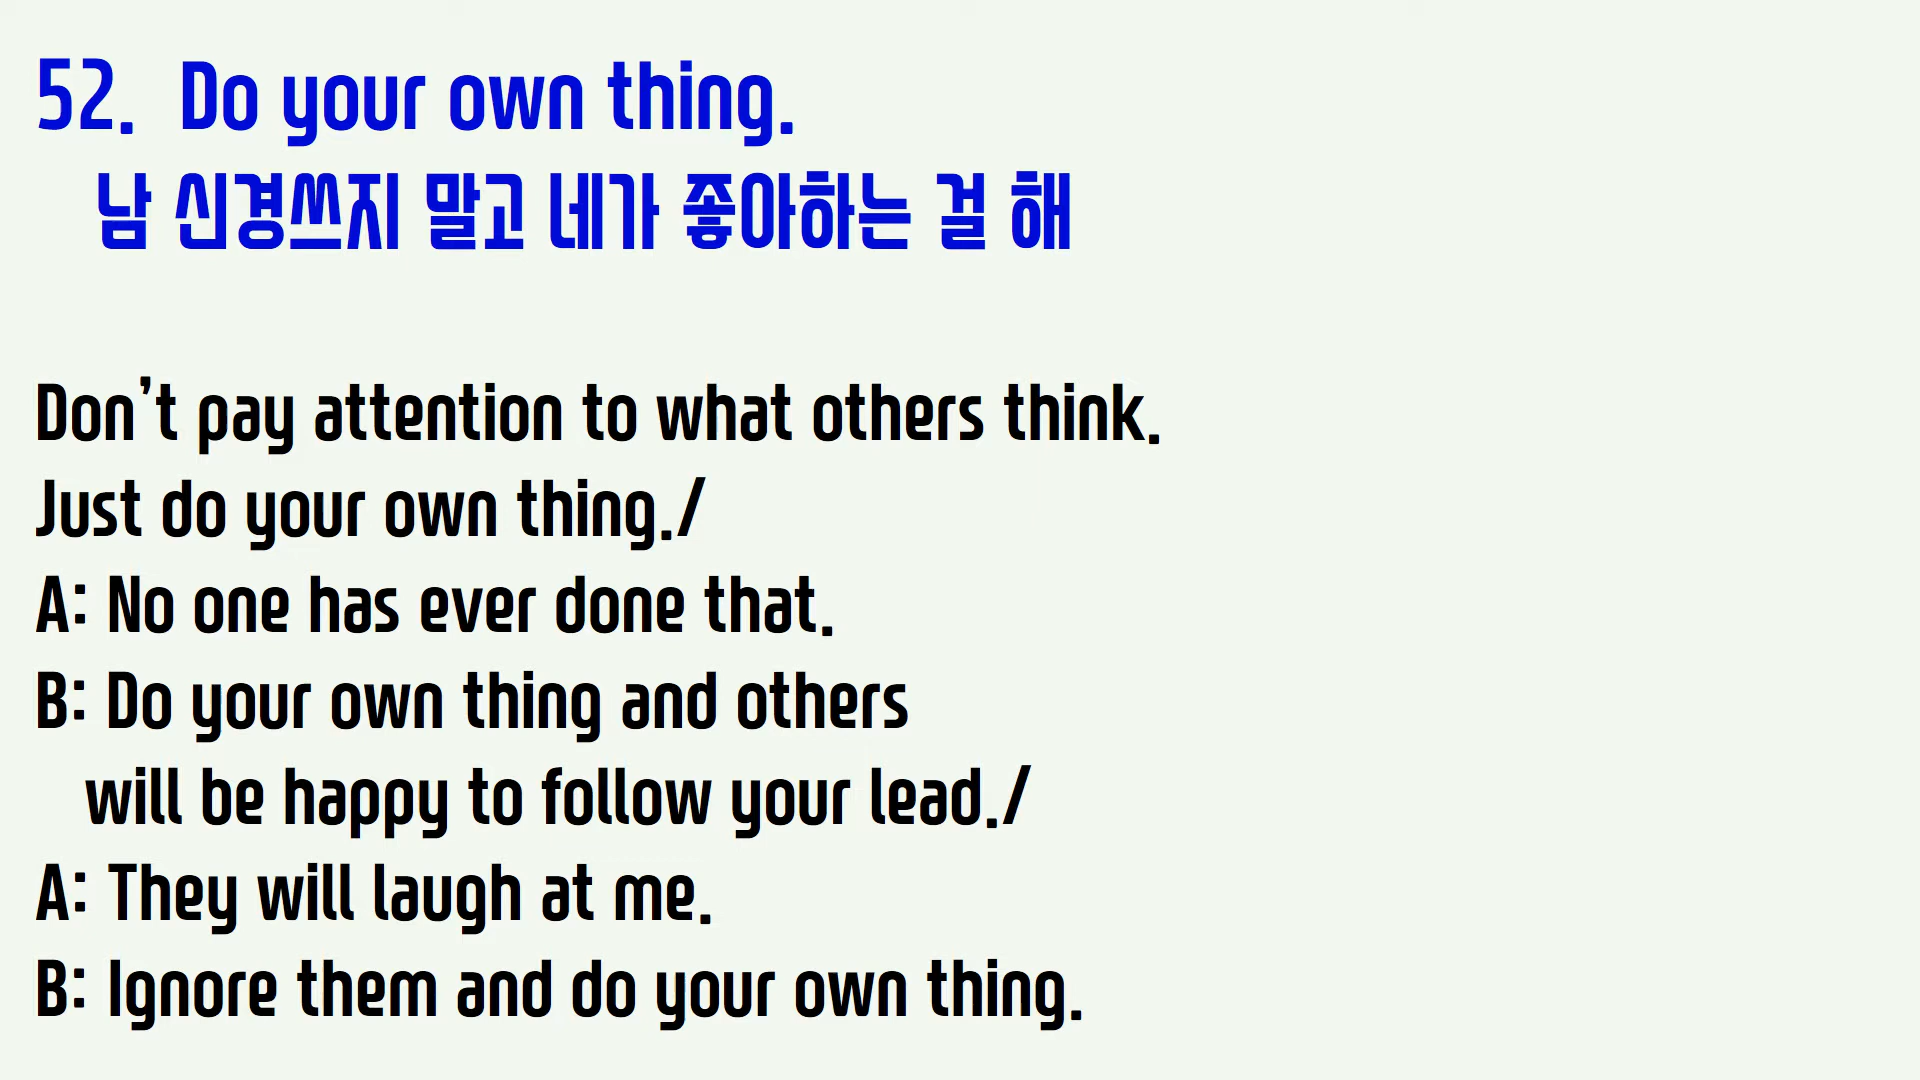 52. Do your own thing.
남 신경쓰지 말고 네가 좋아하는 걸 해
Don't pay attention to what others think.
Just do your own thing./
A: No one has ever done that.
B: Do your own thing and others
will be happy to follow your lead./
A: They will laugh at me.
B: Ignore them and do your own thing.